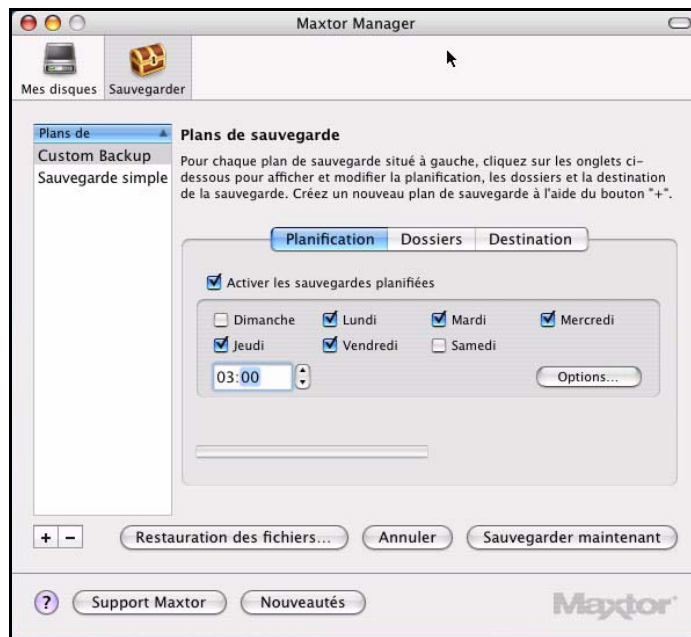 Maxtor Manager
Mes disques
Sauvegarder
Plans de
Custom Backup
Sauvegarde simple
Plans de sauvegarde
Pour chaque plan de sauvegarde situé à gauche, cliquez sur les onglets ci-
dessous pour afficher et modifier la planification, les dossiers et la destination
de la sauvegarde. Créez un nouveau plan de sauvegarde à l'aide du bouton "+".
Planification Dossiers Destination
Activer les sauvegardes planifiées
Dimanche Lundi Mardi Mercredi
Jeudi Vendredi Samedi
03:00 Options...
+ − Restauration des fichiers... Annuler Sauvegarder maintenant
? Support Maxtor Nouveautés Maxtor